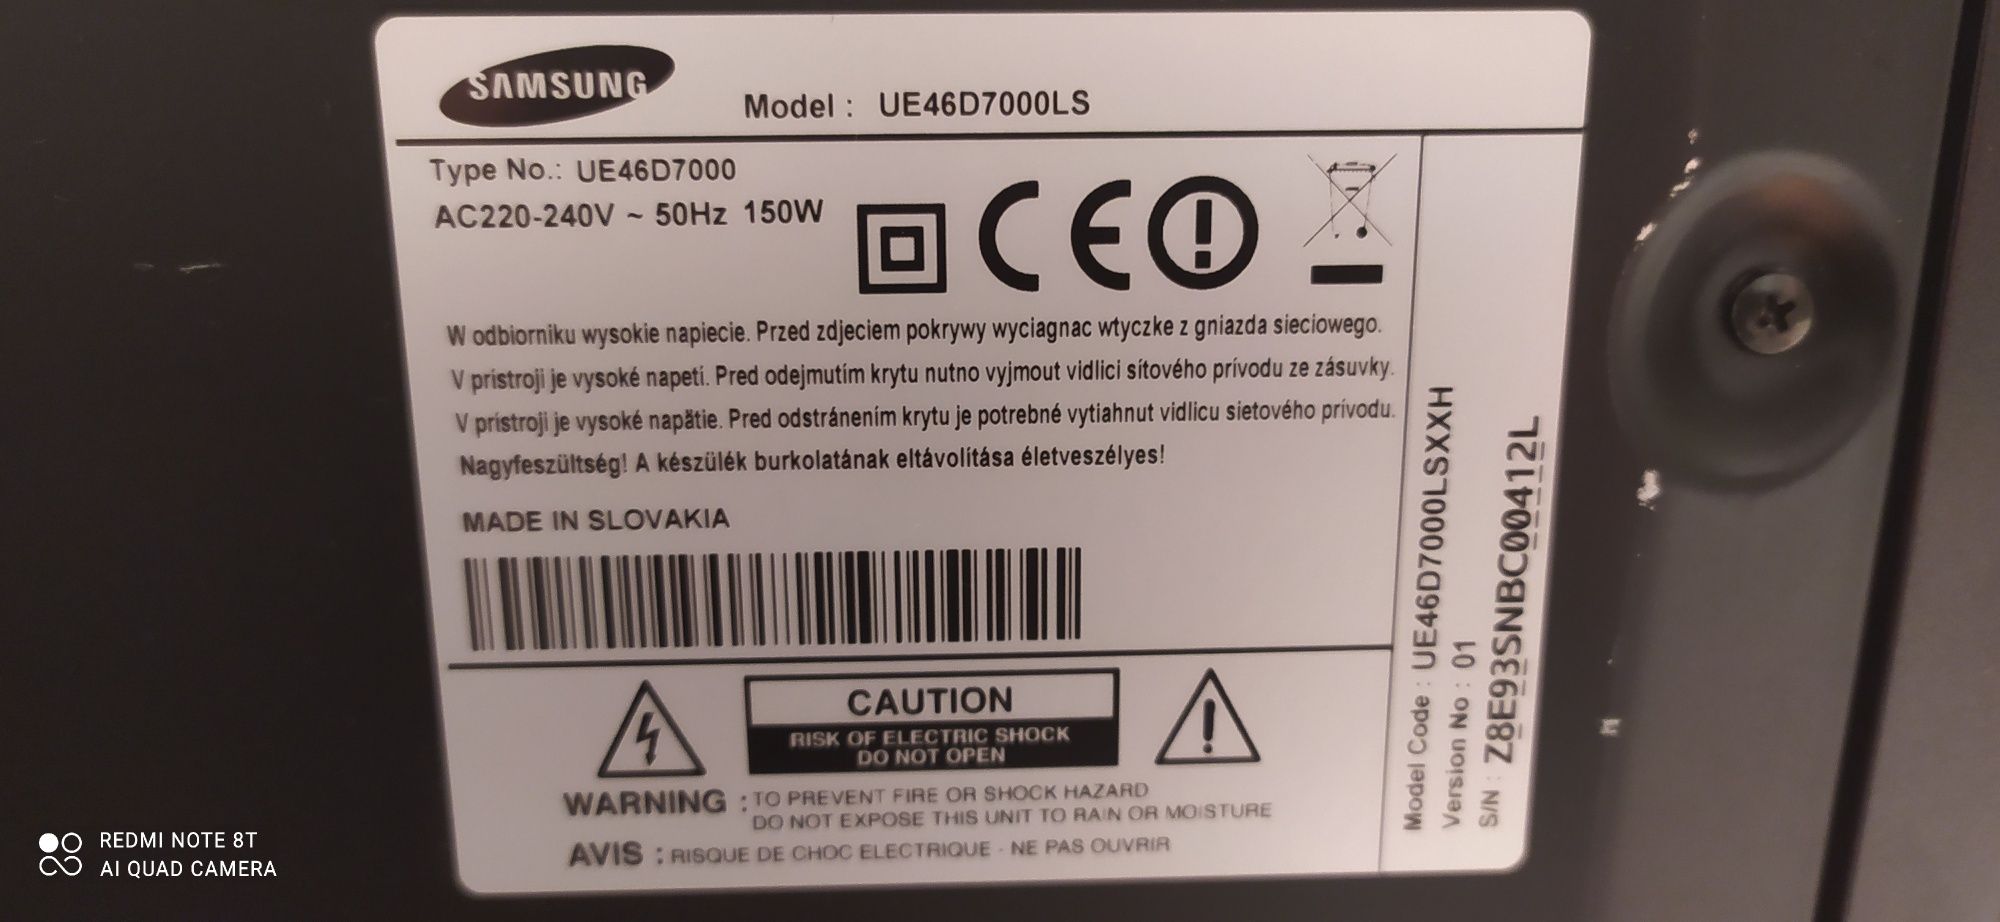 SAMSUNG
Model : UE46D7000LS
Type No.: UE46D7000
AC220-240V ~ 50Hz 150W
W odbiorniku wysokie napiecie. Przed zdjeciem pokrywy wyciagnac wtyczke z gniazda sieciowego.
V prístroji je vysoké napetí. Pred odejmutím krytu nutno vyjmout vidlici sítového prívodu ze zásuvky.
V prístroji je vysoké napätie. Pred odstránením krytu je potrebné vytiahnut vidlicu sietového prívodu.
Nagyfeszültség! A készülék burkolatának eltávolítása életveszélyes!
MADE IN SLOVAKIA
CAUTION
RISK OF ELECTRIC SHOCK
DO NOT OPEN
WARNING : TO PREVENT FIRE OR SHOCK HAZARD
DO NOT EXPOSE THIS UNIT TO RAIN OR MOISTURE
AVIS : RISQUE DE CHOC ELECTRIQUE - NE PAS OUVRIR
Model Code : UE46D7000LSXXH
Version No : 01
S/N : Z8E93SNBC00412L
REDMI NOTE 8T
AI QUAD CAMERA